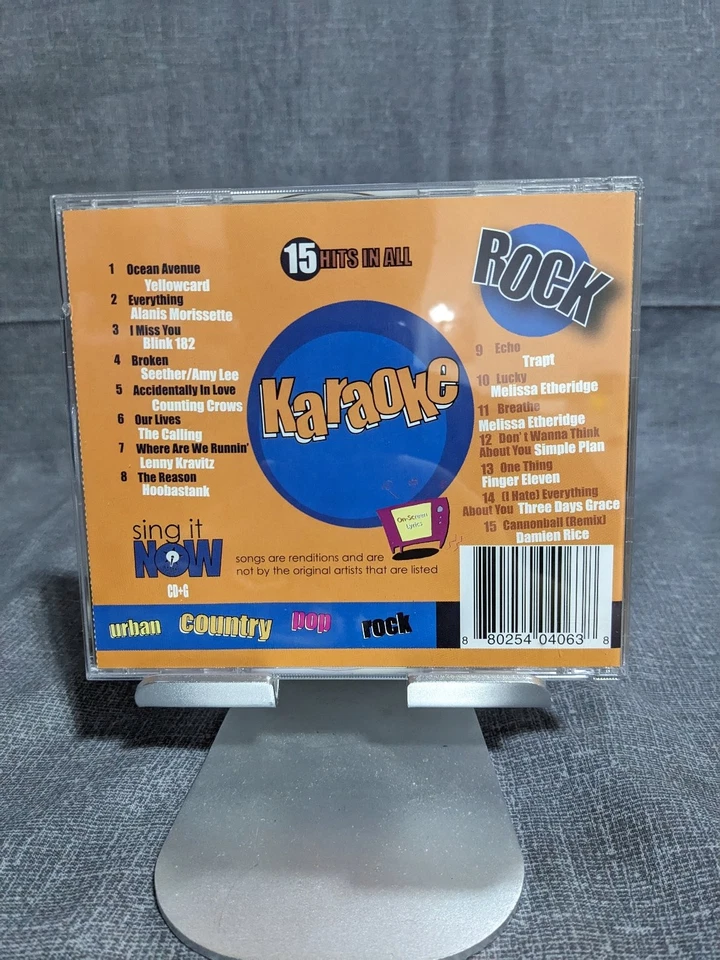 15 HITS IN ALL
ROCK
1 Ocean Avenue
Yellowcard
2 Everything
Alanis Morissette
3 I Miss You
Blink 182
4 Broken
Seether/Amy Lee
5 Accidentally In Love
Counting Crows
6 Our Lives
The Calling
7 Where Are We Runnin'
Lenny Kravitz
8 The Reason
Hoobastank
Karaoke
9 Echo
Trapt
10 Lucky
Melissa Etheridge
11 Breathe
Melissa Etheridge
12 Don't Wanna Think
About You Simple Plan
13 One Thing
Finger Eleven
14 (I Hate) Everything
About You Three Days Grace
15 Cannonball (Remix)
Damien Rice
On-Screen
Lyrics
sing it
NOW
CD+G
songs are renditions and are
not by the original artists that are listed
urban country pop rock
8 80254 04063 8